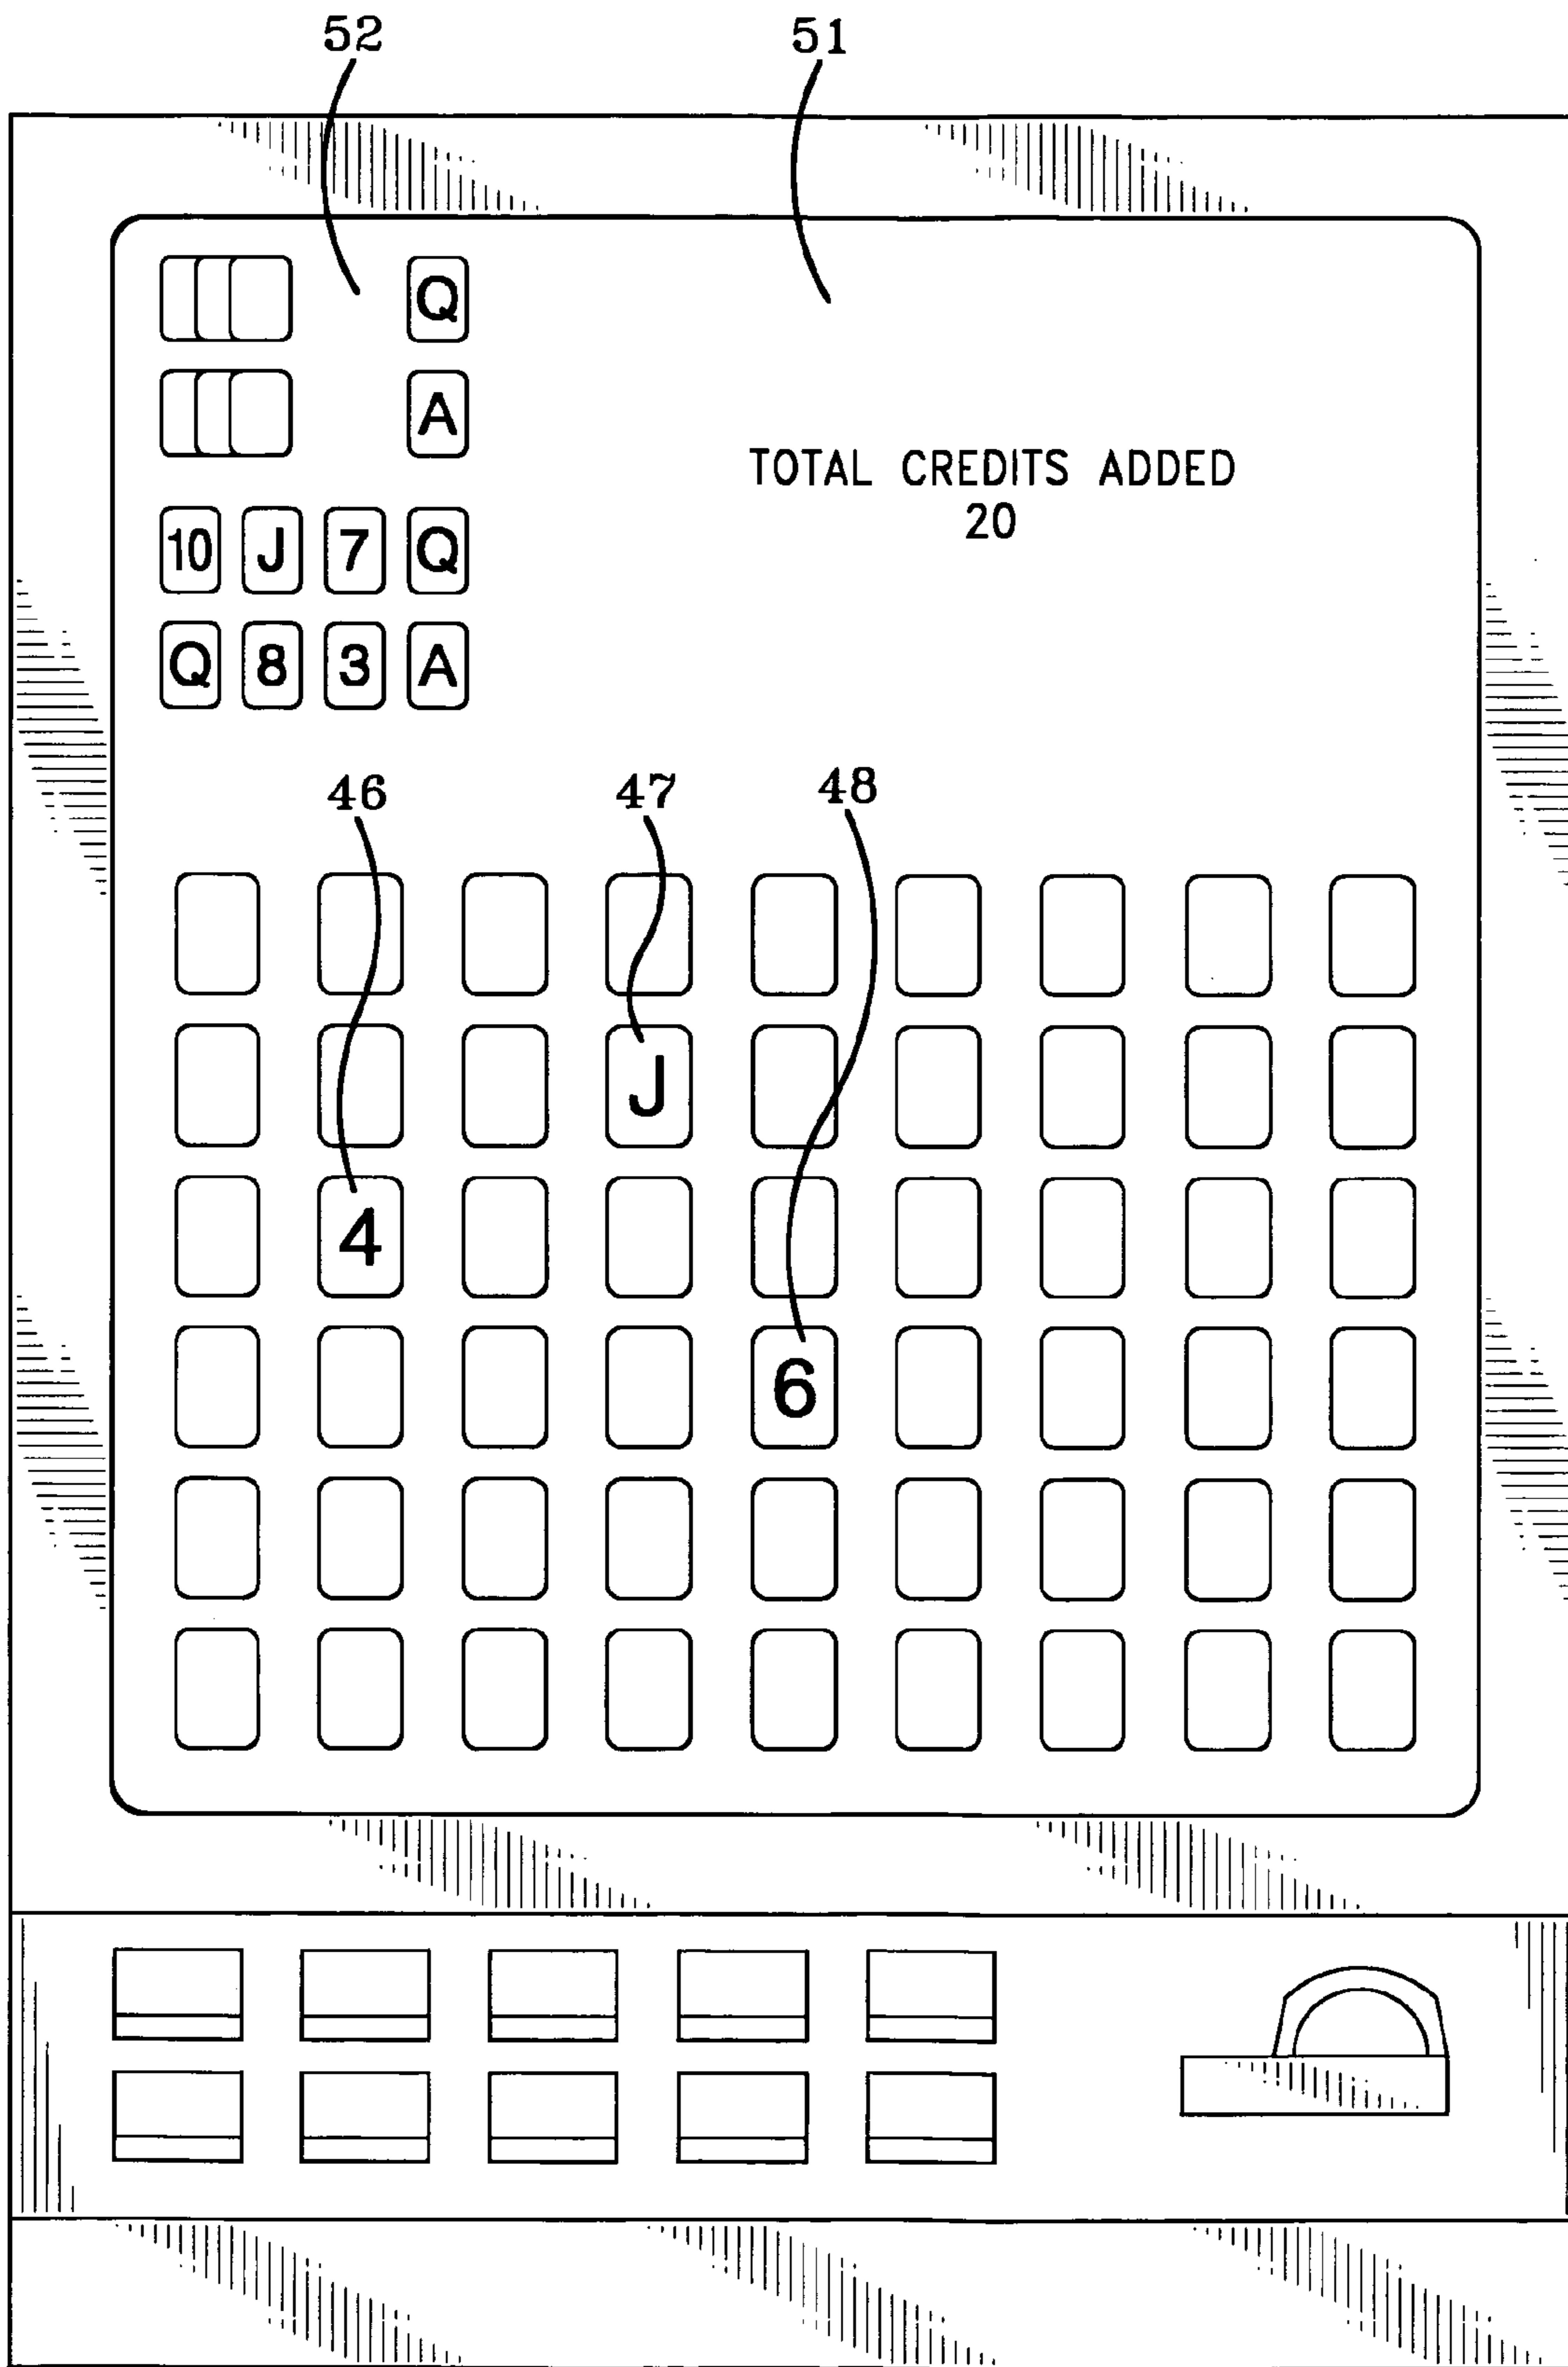 52 51
Q
A
TOTAL CREDITS ADDED
20
10 J 7 Q
Q 8 3 A
46 47 48
J
4
6